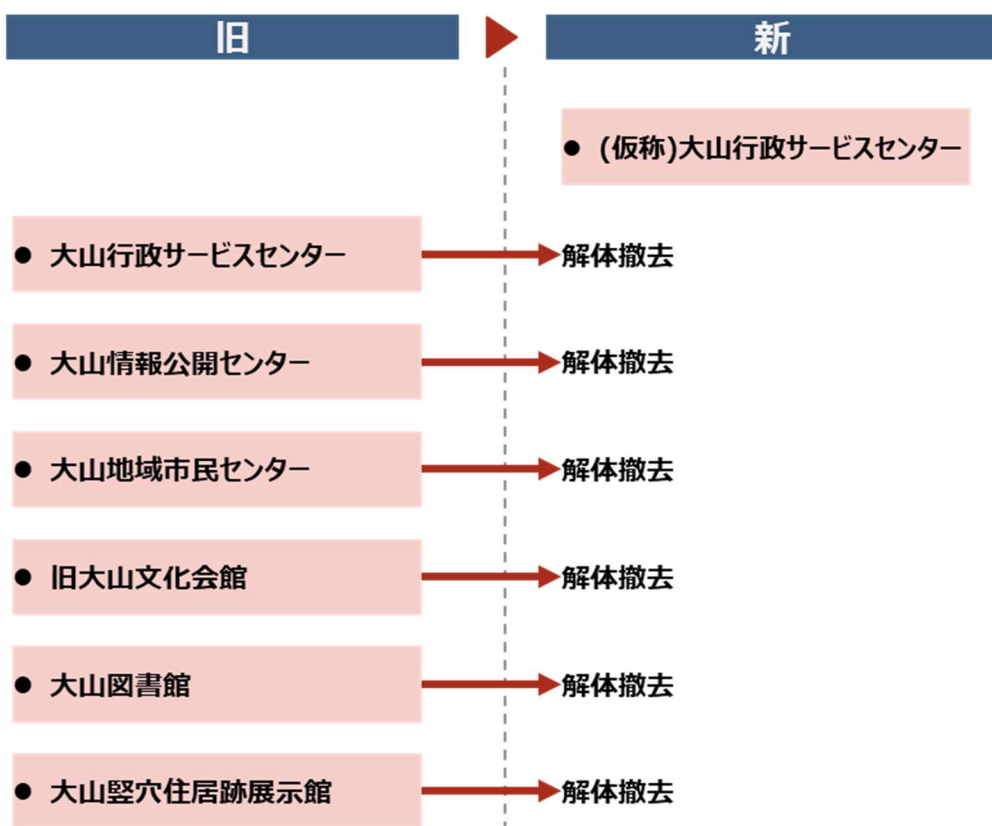 旧 新
● (仮称)大山行政サービスセンター
● 大山行政サービスセンター 解体撤去
● 大山情報公開センター 解体撤去
● 大山地域市民センター 解体撤去
● 旧大山文化会館 解体撤去
● 大山図書館 解体撤去
● 大山竪穴住居跡展示館 解体撤去